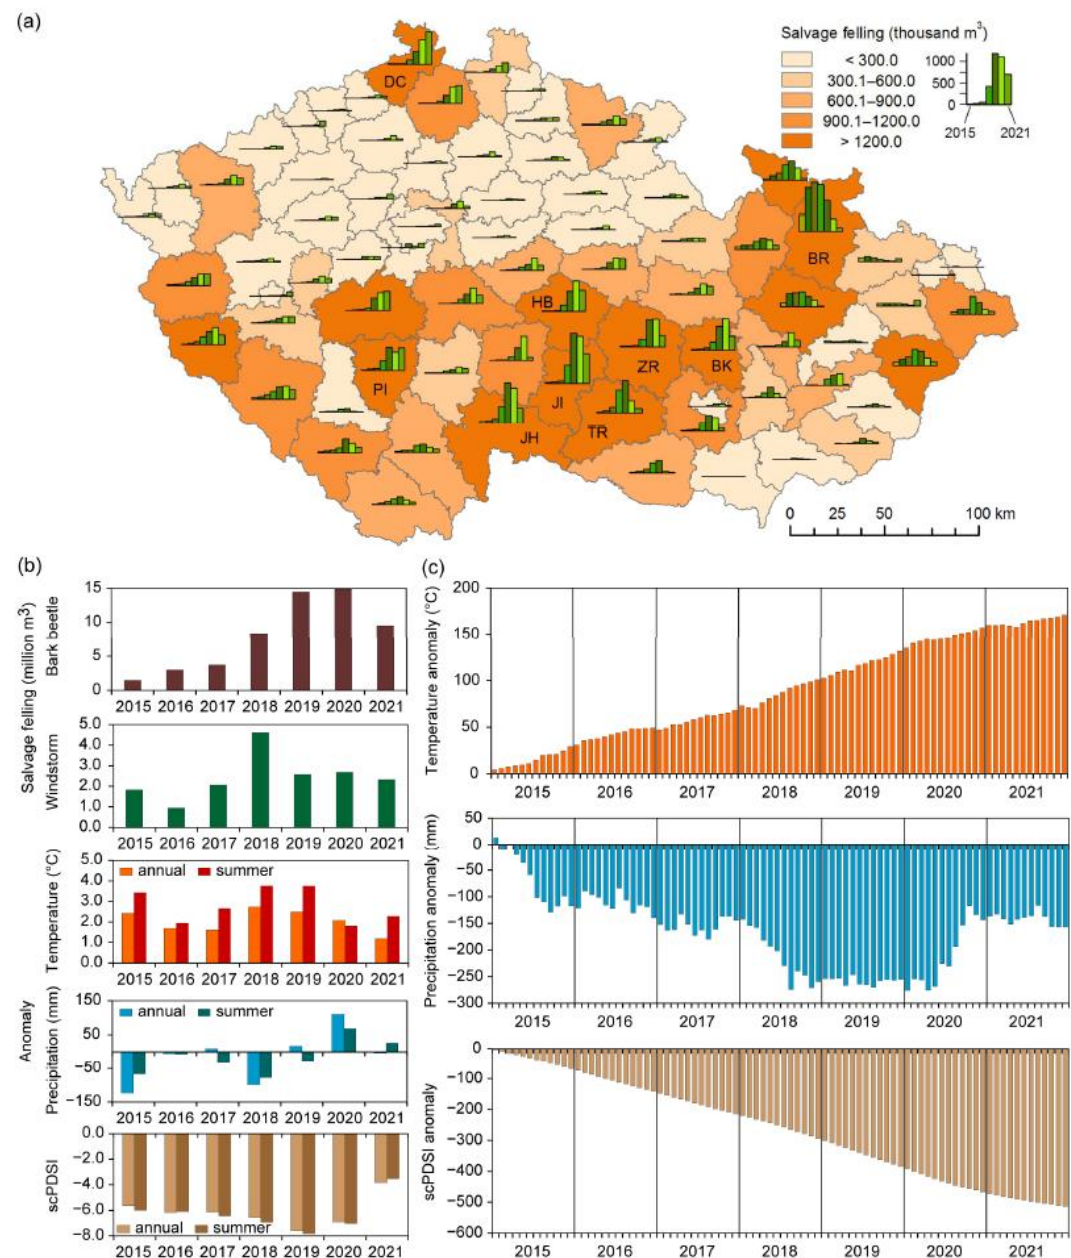 (a)
Salvage felling (thousand m³)
< 300.0
300.1–600.0
600.1–900.0
900.1–1200.0
> 1200.0
1000
500
0
2015
2021
DC
BR
HB
ZR
BK
PI
JI
JH
TR
0 25 50 100 km
(b)
Salvage felling (million m³)
Bark beetle
15
10
5
0
2015 2016 2017 2018 2019 2020 2021
Windstorm
5.0
4.0
3.0
2.0
1.0
0.0
2015 2016 2017 2018 2019 2020 2021
Anomaly
Temperature (°C)
5.0
4.0
3.0
2.0
1.0
0.0
annual summer
2015 2016 2017 2018 2019 2020 2021
Precipitation (mm)
150
50
−50
−150
annual summer
2015 2016 2017 2018 2019 2020 2021
scPDSI
0.0
−2.0
−4.0
−6.0
−8.0
annual summer
2015 2016 2017 2018 2019 2020 2021
(c)
Temperature anomaly (°C)
200
150
100
50
0
2015 2016 2017 2018 2019 2020 2021
Precipitation anomaly (mm)
50
0
−50
−100
−150
−200
−250
−300
2015 2016 2017 2018 2019 2020 2021
scPDSI anomaly
0
−100
−200
−300
−400
−500
−600
2015 2016 2017 2018 2019 2020 2021